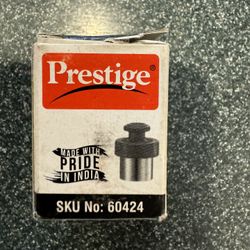 Prestige®
MADE WITH
PRIDE
IN INDIA
SKU No: 60424